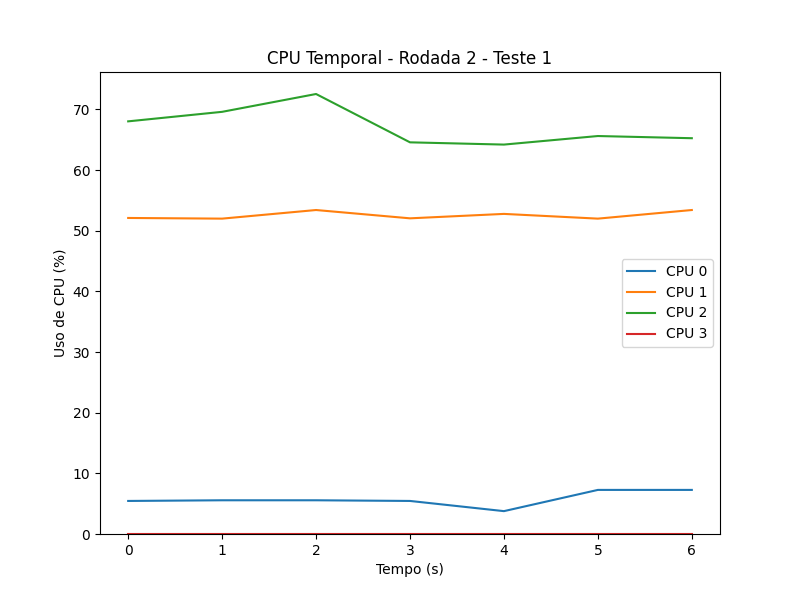 CPU Temporal - Rodada 2 - Teste 1
Uso de CPU (%)
70
60
50
40
30
20
10
0
CPU 0
CPU 1
CPU 2
CPU 3
0 1 2 3 4 5 6
Tempo (s)